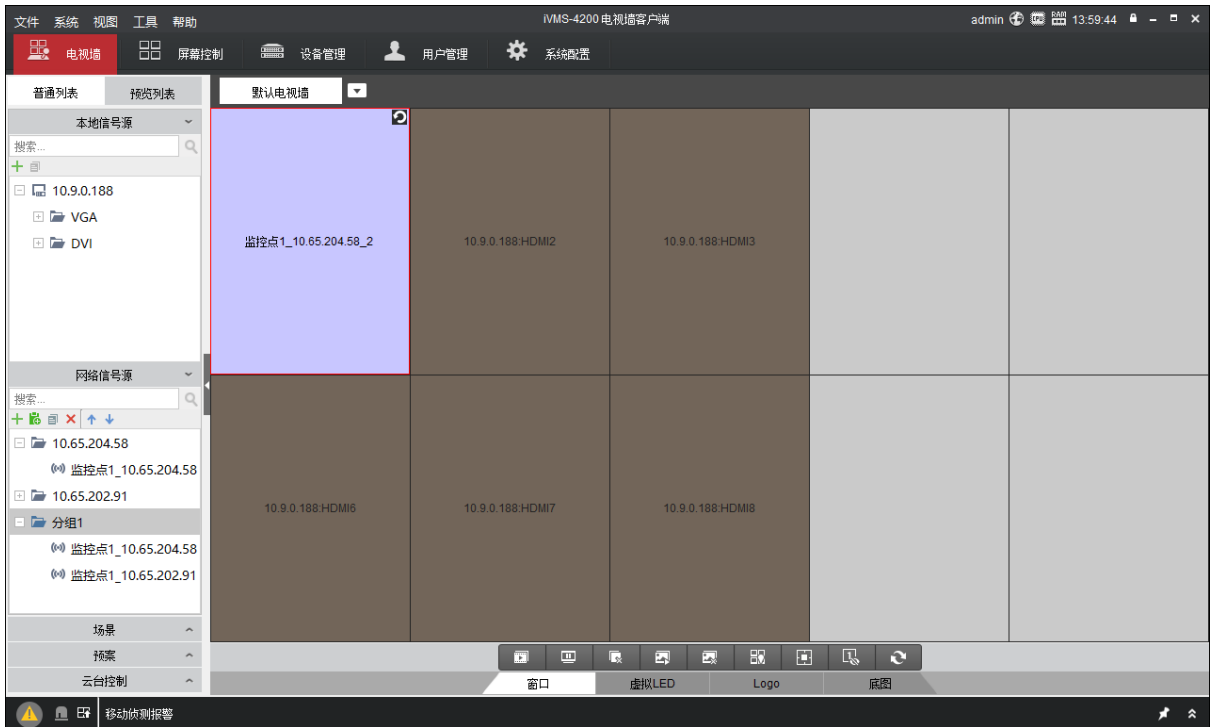 文件 系统 视图 工具 帮助 iVMS-4200 电视墙客户端 admin CPU RAM 13:59:44
电视墙 屏幕控制 设备管理 用户管理 系统配置
普通列表 预览列表 默认电视墙
本地信号源
搜索...
10.9.0.188
VGA
DVI
监控点1_10.65.204.58_2 10.9.0.188:HDMI2 10.9.0.188:HDMI3
网络信号源
搜索...
10.65.204.58
监控点1_10.65.204.58
10.65.202.91
分组1
监控点1_10.65.204.58
监控点1_10.65.202.91
10.9.0.188:HDMI6 10.9.0.188:HDMI7 10.9.0.188:HDMI8
场景
预案
云台控制
窗口 虚拟LED Logo 底图
移动侦测报警